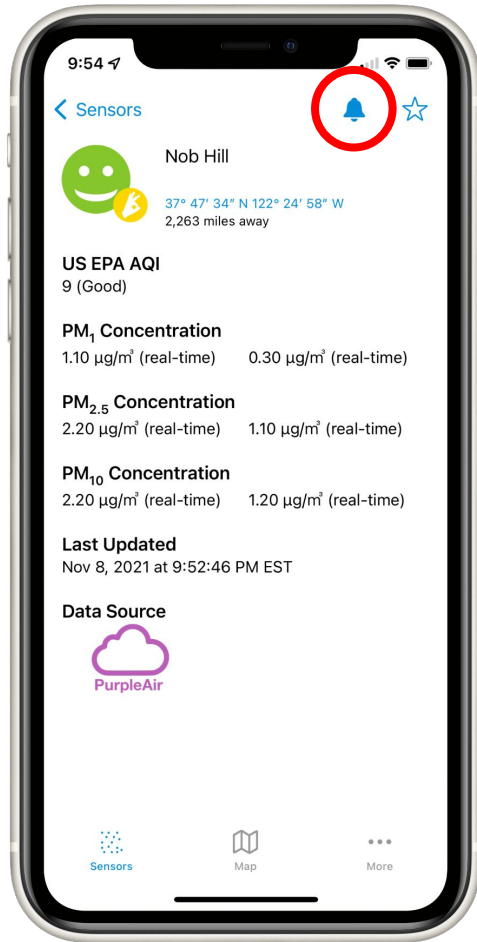 9:54
Sensors
Nob Hill
37° 47' 34" N 122° 24' 58" W
2,263 miles away
US EPA AQI
9 (Good)
PM₁ Concentration
1.10 μg/m³ (real-time) 0.30 μg/m³ (real-time)
PM₂.₅ Concentration
2.20 μg/m³ (real-time) 1.10 μg/m³ (real-time)
PM₁₀ Concentration
2.20 μg/m³ (real-time) 1.20 μg/m³ (real-time)
Last Updated
Nov 8, 2021 at 9:52:46 PM EST
Data Source
PurpleAir
Sensors Map More